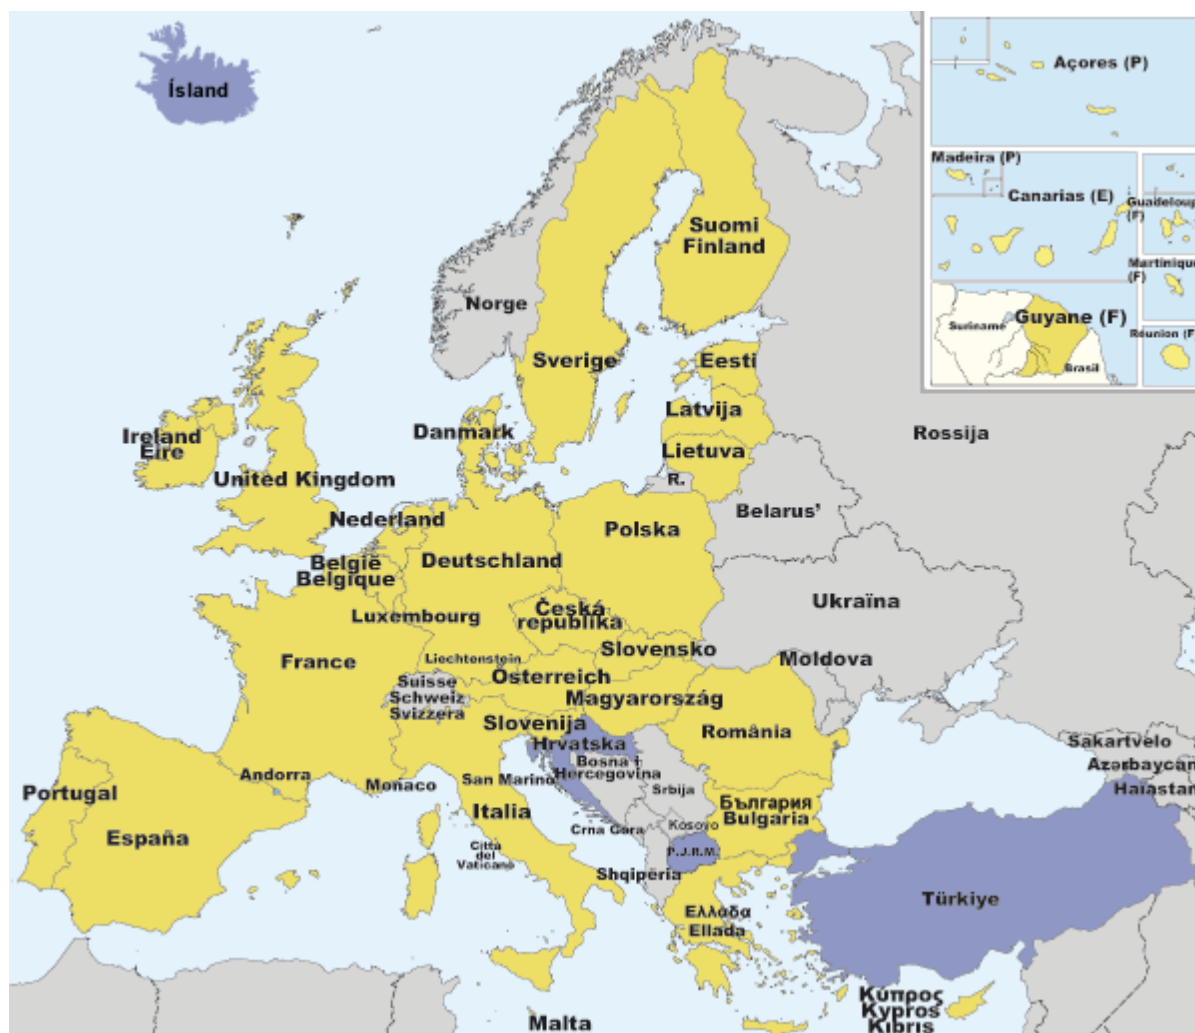 Ísland
Açores (P)
Madeira (P)
Canarias (E)
Guadeloup
(F)
Martinique
(F)
Guyane (F)
Suriname
Brasil
Réunion (F
Suomi
Finland
Norge
Sverige
Eesti
Latvija
Lietuva
R.
Danmark
Rossija
Ireland
Eire
United Kingdom
Nederland
Belarus'
Polska
België
Belgique
Deutschland
Luxembourg
Česká
republika
Ukraïna
Slovensko
France
Liechtenstein
Österreich
Moldova
Suisse
Schweiz
Svizzera
Magyarország
Slovenija
România
Hrvatska
Bosna i
Hercegovina
Sakartvelo
Azərbaycan
Haïastan
Andorra
Monaco
San Marino
Srbija
Portugal
España
Italia
България
Bulgaria
Crna Gora
Kosovo
Città
del
Vaticano
P.J.R.M.
Shqipëria
Türkiye
Ελλάδα
Ellada
Κύπρος
Kypros
Kıbrıs
Malta